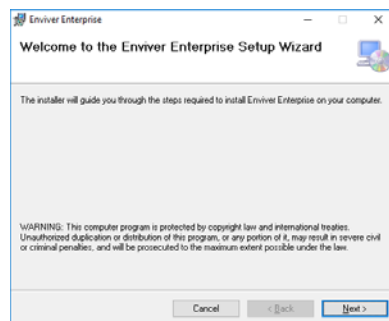 Enviver Enterprise
Welcome to the Enviver Enterprise Setup Wizard
The installer will guide you through the steps required to install Enviver Enterprise on your computer.
WARNING: This computer program is protected by copyright law and international treaties.
Unauthorized duplication or distribution of this program, or any portion of it, may result in severe civil
or criminal penalties, and will be prosecuted to the maximum extent possible under the law.
Cancel < Back Next >